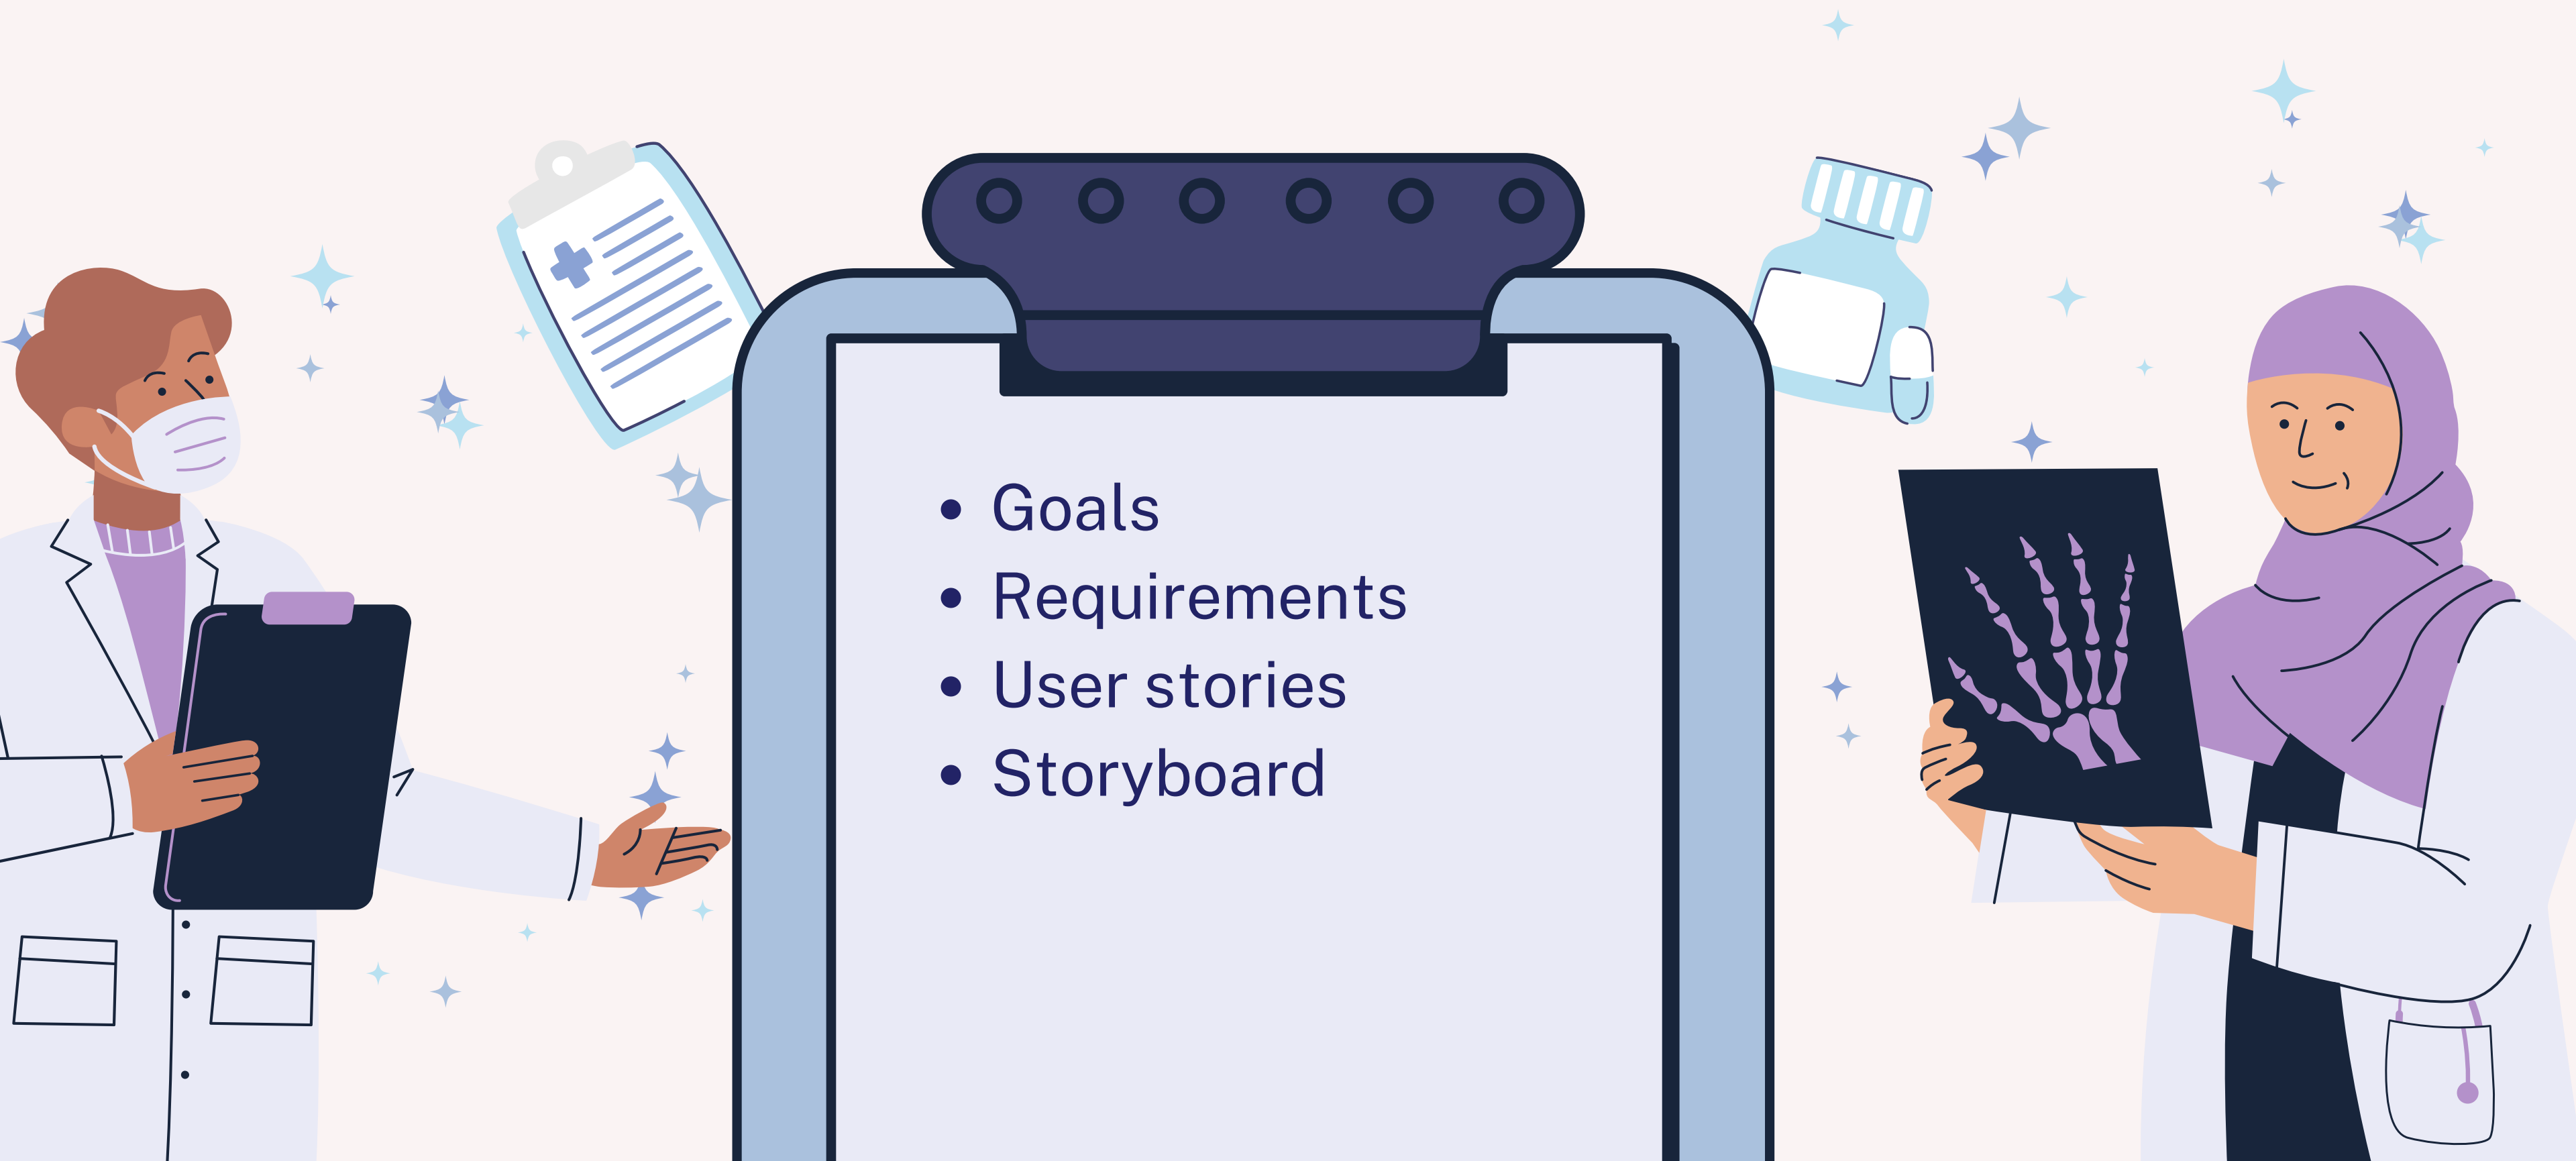 • Goals
• Requirements
• User stories
• Storyboard